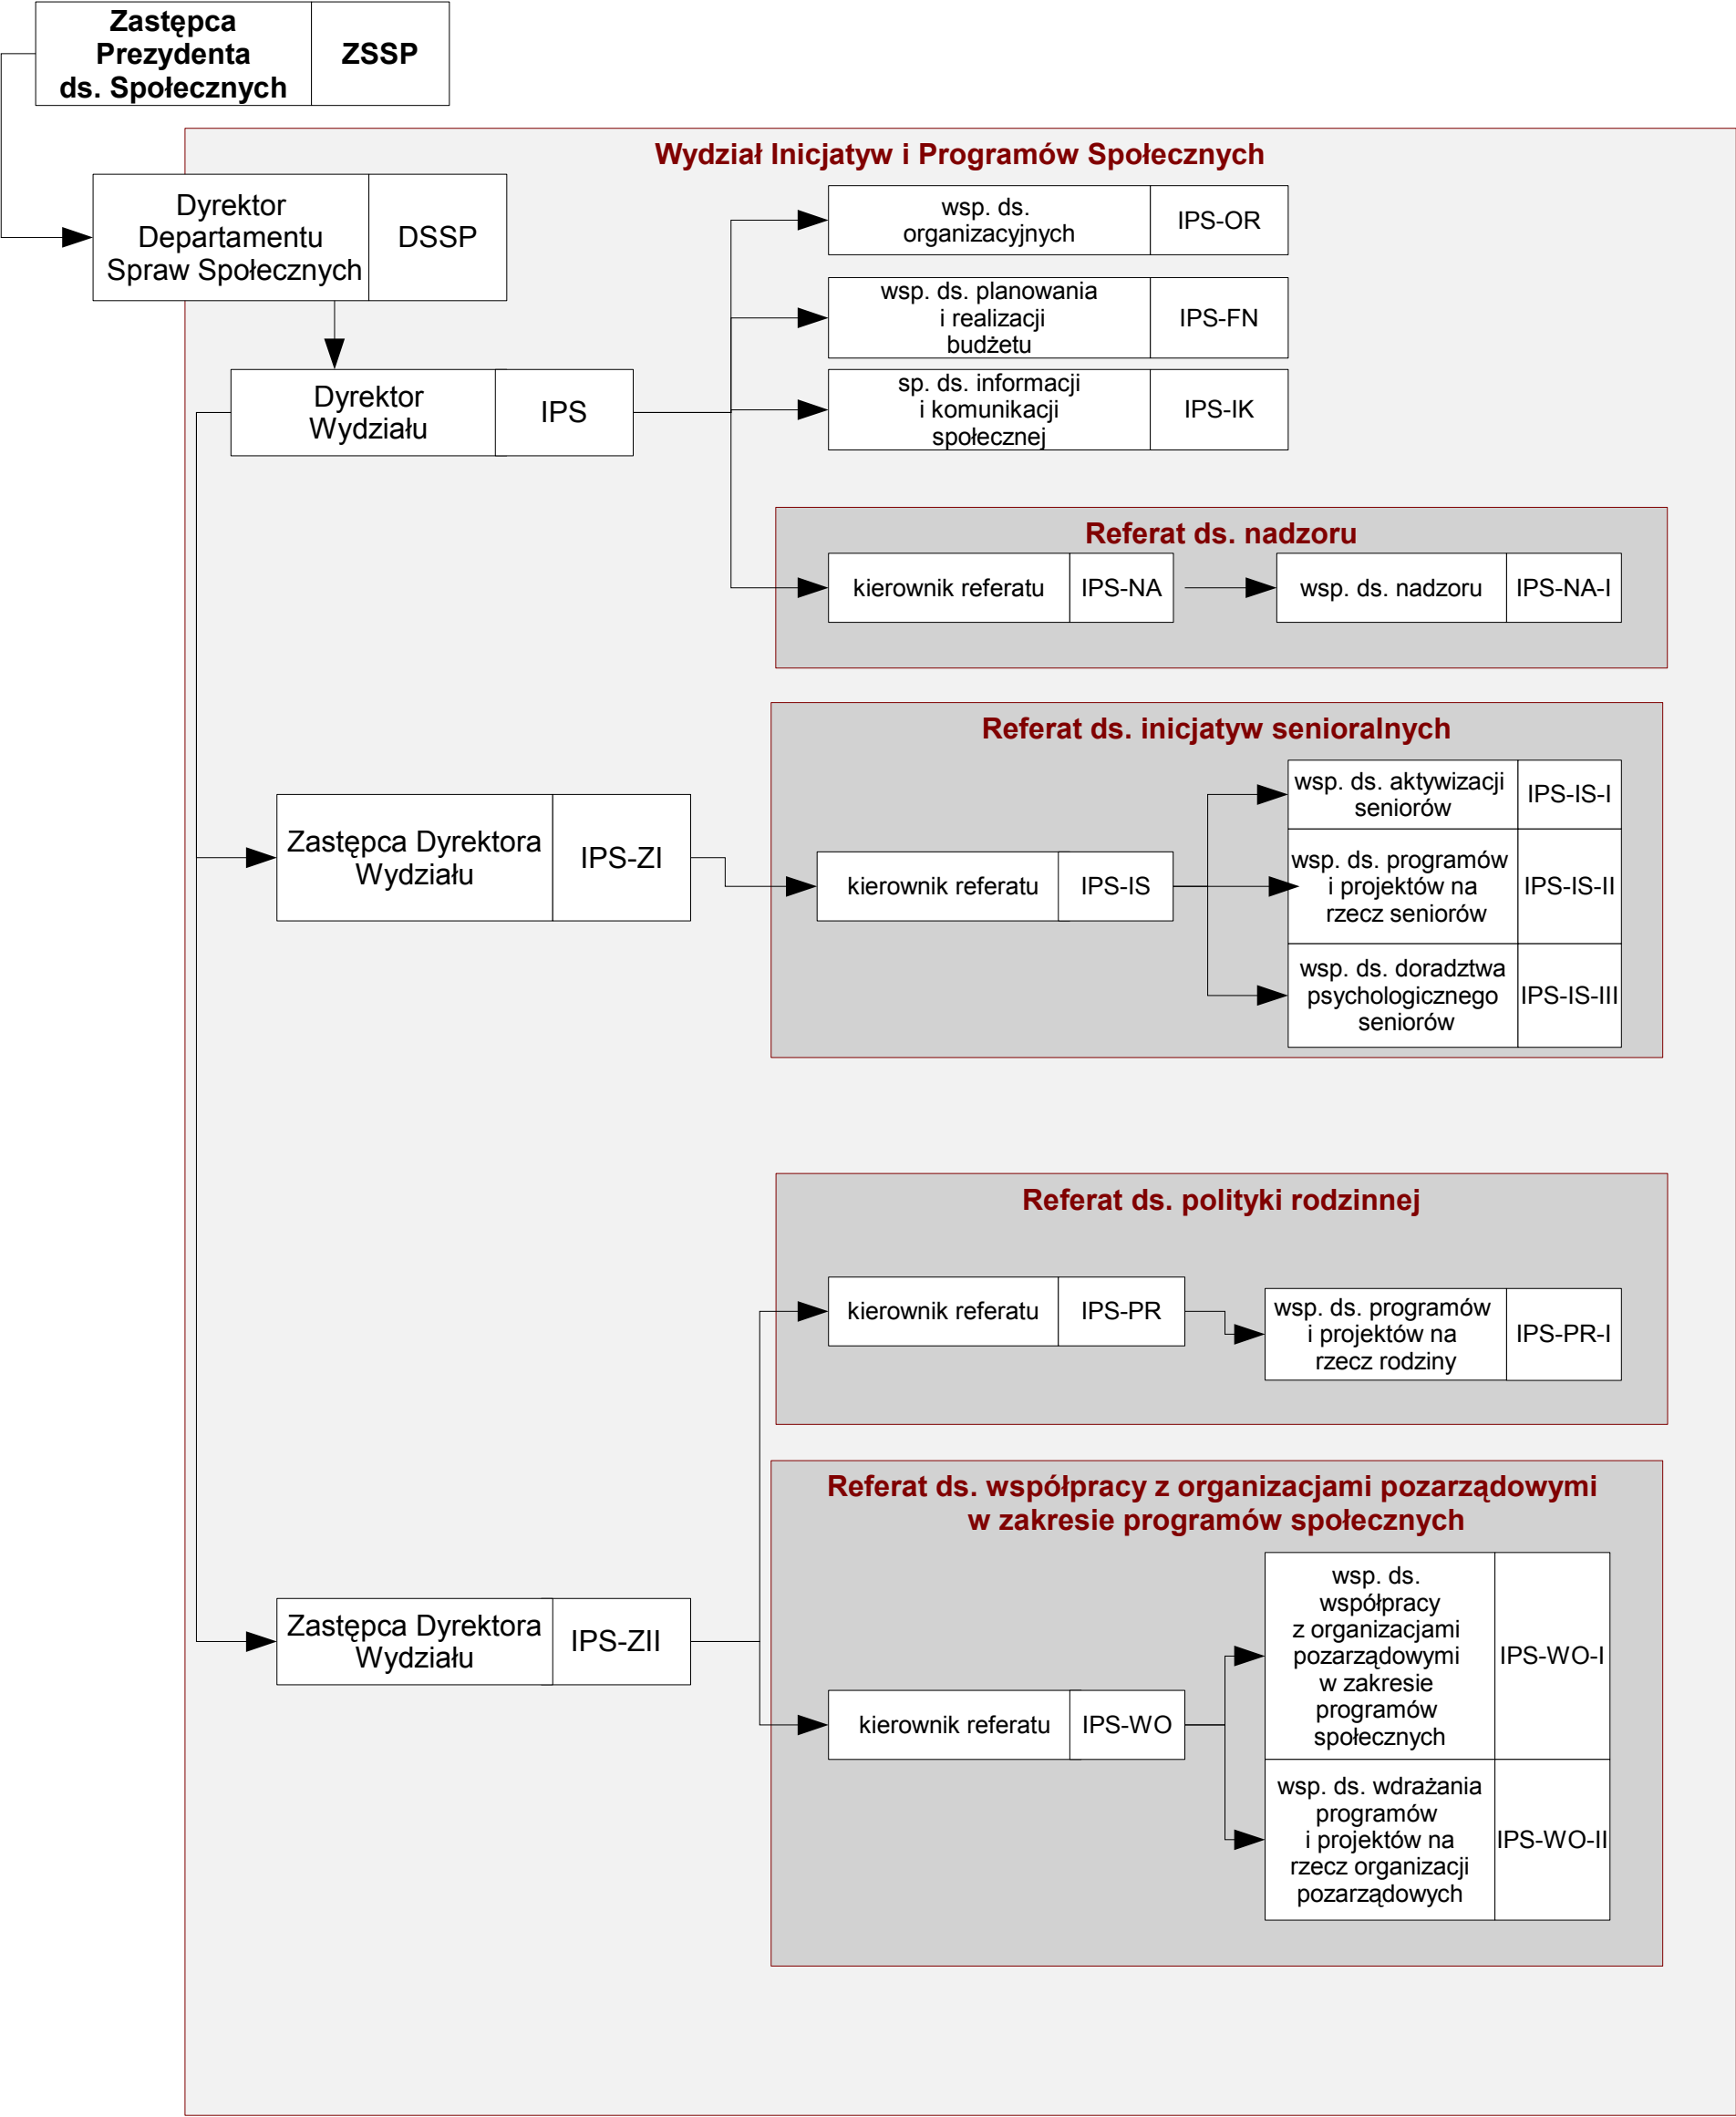 Zastępca
Prezydenta
ds. Społecznych
ZSSP
Wydział Inicjatyw i Programów Społecznych
Dyrektor
Departamentu
Spraw Społecznych
DSSP
wsp. ds.
organizacyjnych
IPS-OR
wsp. ds. planowania
i realizacji
budżetu
IPS-FN
Dyrektor
Wydziału
IPS
sp. ds. informacji
i komunikacji
społecznej
IPS-IK
Referat ds. nadzoru
kierownik referatu
IPS-NA
wsp. ds. nadzoru
IPS-NA-I
Referat ds. inicjatyw senioralnych
wsp. ds. aktywizacji
seniorów
IPS-IS-I
Zastępca Dyrektora
Wydziału
IPS-ZI
kierownik referatu
IPS-IS
wsp. ds. programów
i projektów na
rzecz seniorów
IPS-IS-II
wsp. ds. doradztwa
psychologicznego
seniorów
IPS-IS-III
Referat ds. polityki rodzinnej
kierownik referatu
IPS-PR
wsp. ds. programów
i projektów na
rzecz rodziny
IPS-PR-I
Referat ds. współpracy z organizacjami pozarządowymi
w zakresie programów społecznych
Zastępca Dyrektora
Wydziału
IPS-ZII
kierownik referatu
IPS-WO
wsp. ds.
współpracy
z organizacjami
pozarządowymi
w zakresie
programów
społecznych
IPS-WO-I
wsp. ds. wdrażania
programów
i projektów na
rzecz organizacji
pozarządowych
IPS-WO-II